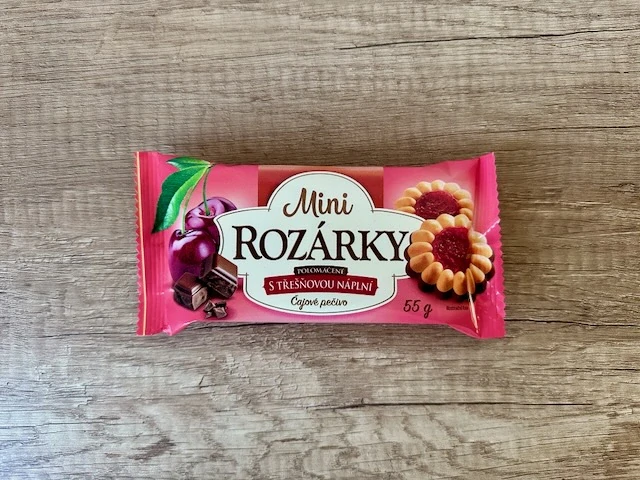 Mini
ROZÁRKY
POLOMÁČENÉ
S TŘEŠŇOVOU NÁPLNÍ
Čajové pečivo
55 g